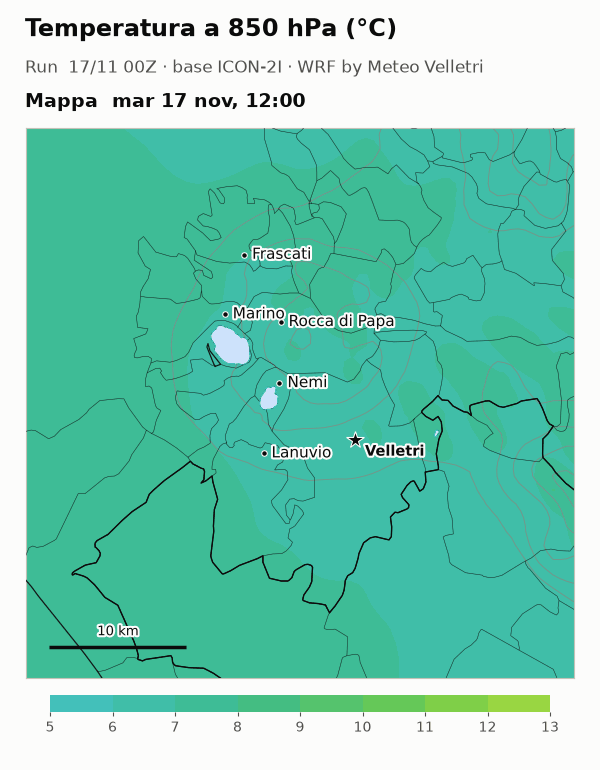 Temperatura a 850 hPa (°C)
Run  17/11 00Z · base ICON-2I · WRF by Meteo Velletri
Mappa  mar 17 nov, 12:00
Frascati
Marino
Rocca di Papa
Nemi
Velletri
Lanuvio
10 km
5 6 7 8 9 10 11 12 13